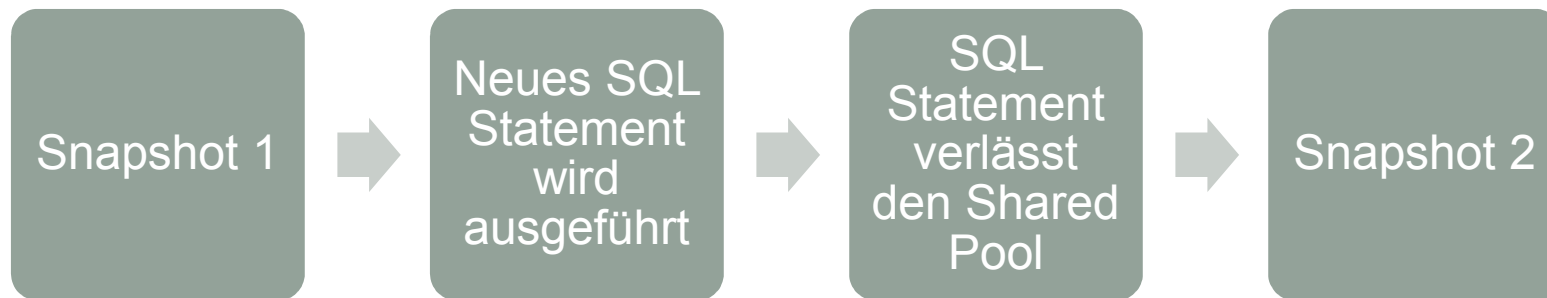 Snapshot 1
Neues SQL
Statement
wird
ausgeführt
SQL
Statement
verlässt
den Shared
Pool
Snapshot 2